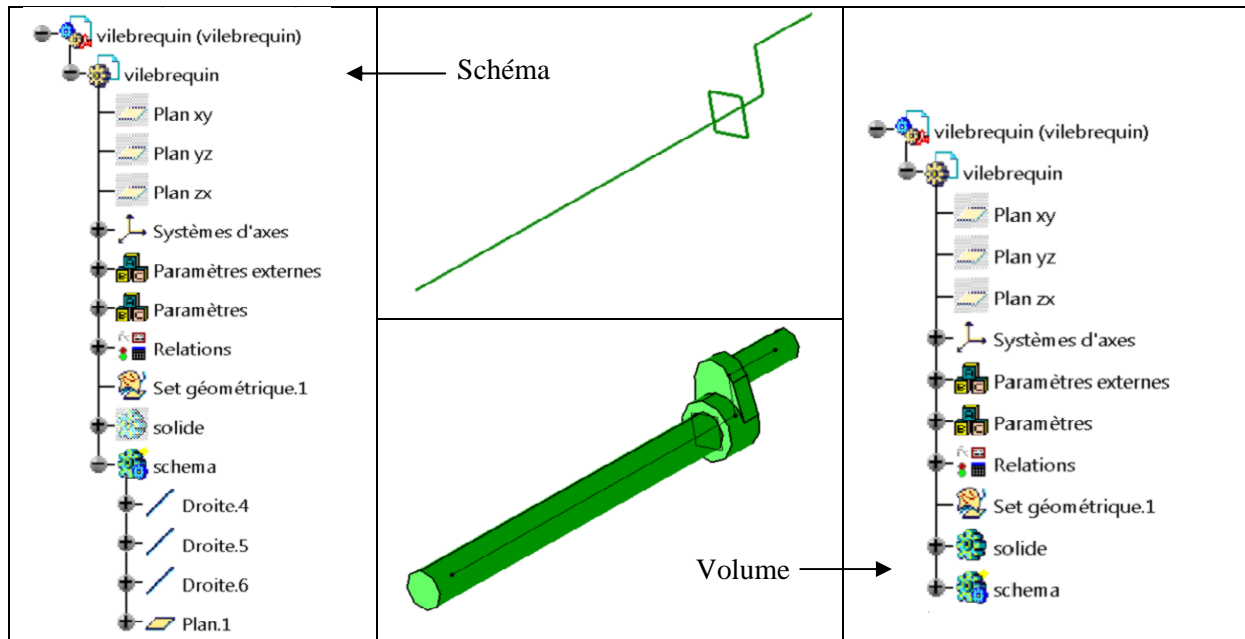 vilebrequin (vilebrequin)
vilebrequin
Plan xy
Plan yz
Plan zx
Systèmes d'axes
Paramètres externes
Paramètres
Relations
Set géométrique.1
solide
schema
Droite.4
Droite.5
Droite.6
Plan.1
Schéma
Volume
vilebrequin (vilebrequin)
vilebrequin
Plan xy
Plan yz
Plan zx
Systèmes d'axes
Paramètres externes
Paramètres
Relations
Set géométrique.1
solide
schema